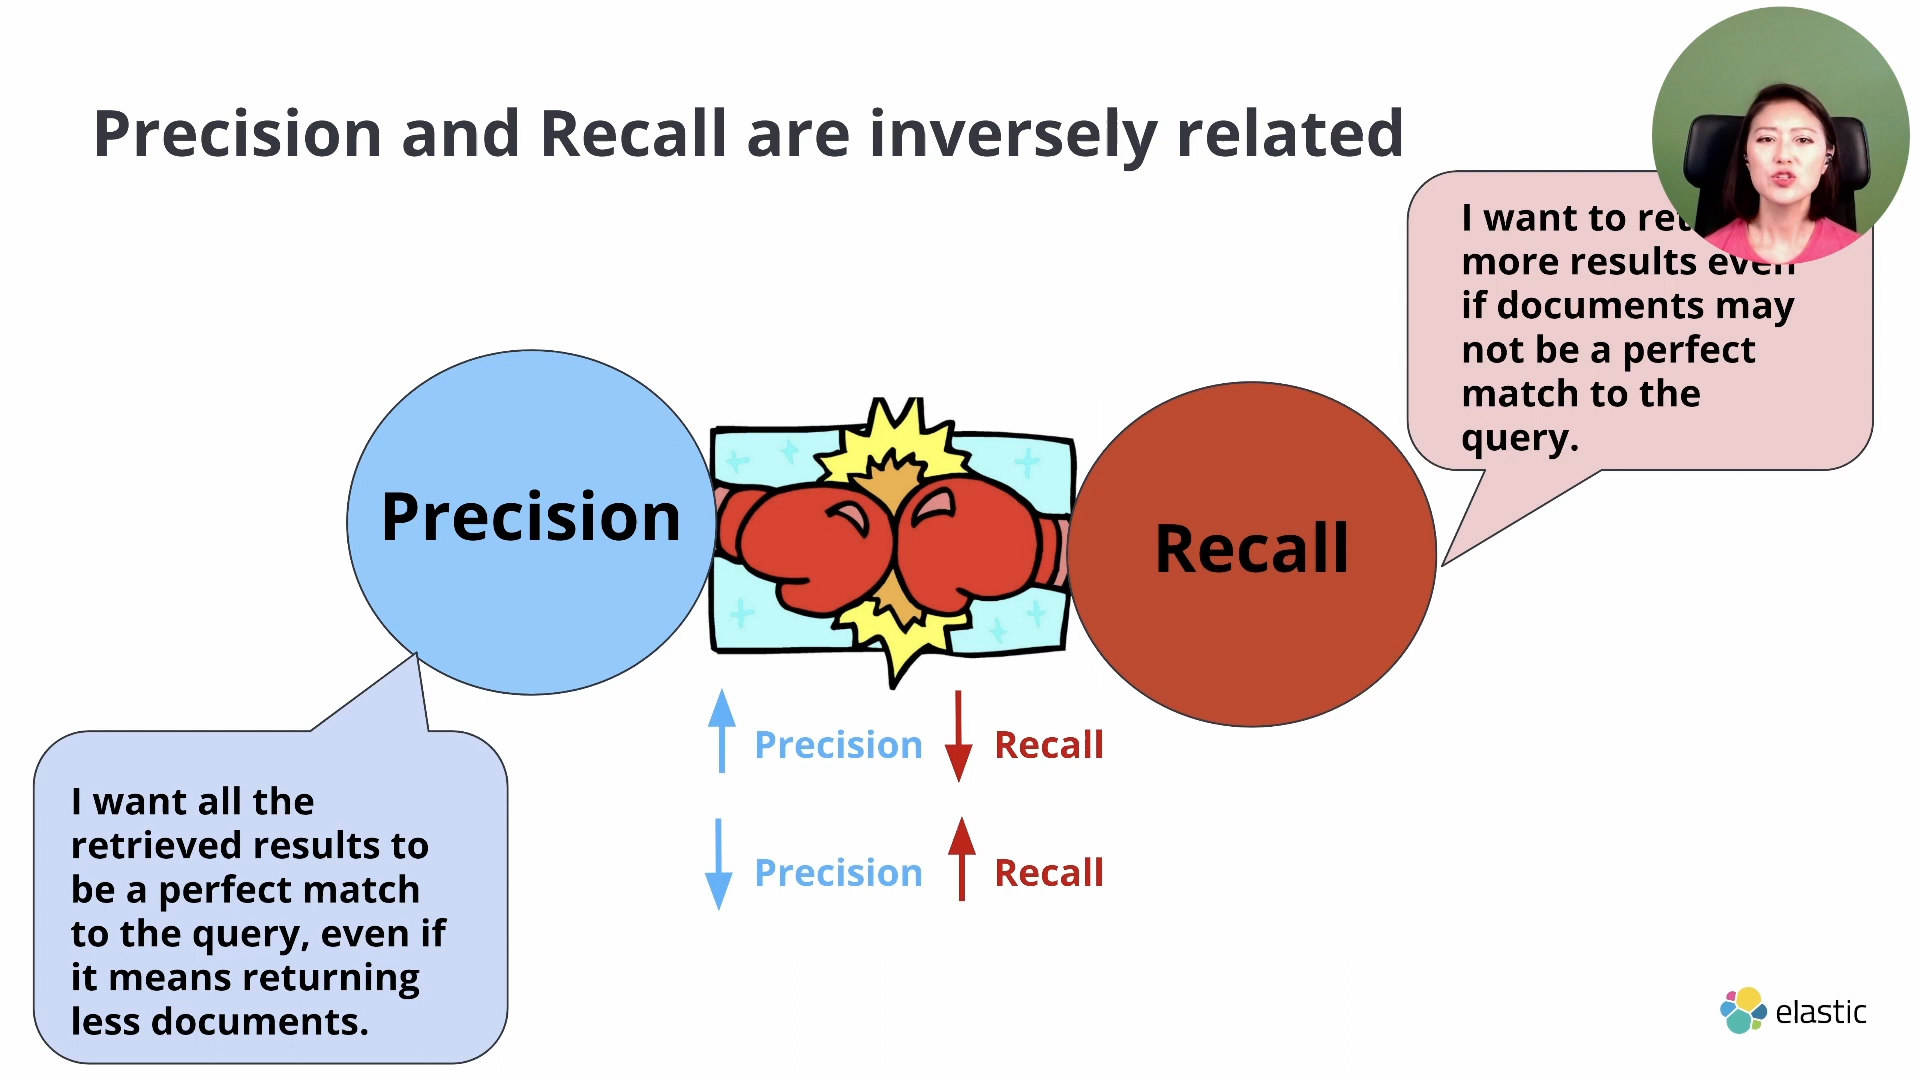 Precision and Recall are inversely related
I want to
more results even
if documents may
not be a perfect
match to the
query.
Precision
Recall
Precision Recall
Precision Recall
I want all the
retrieved results to
be a perfect match
to the query, even if
it means returning
less documents.
elastic